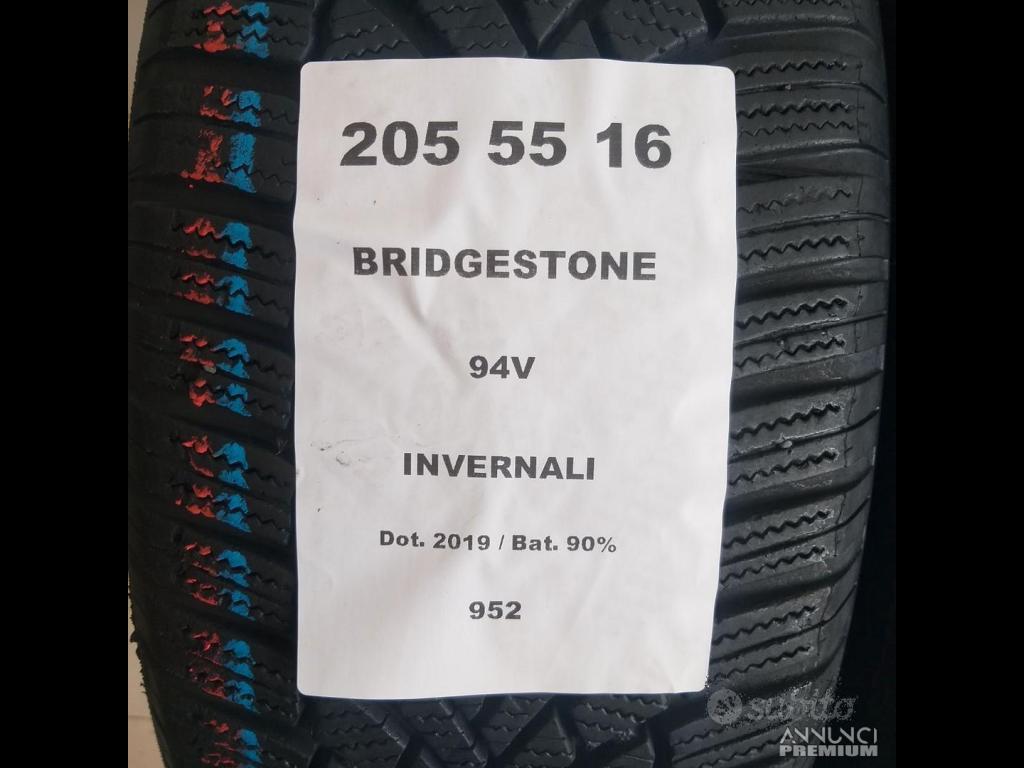 205 55 16
BRIDGESTONE
94V
INVERNALI
Dot. 2019 / Bat. 90%
952
subito
ANNUNCI
PREMIUM